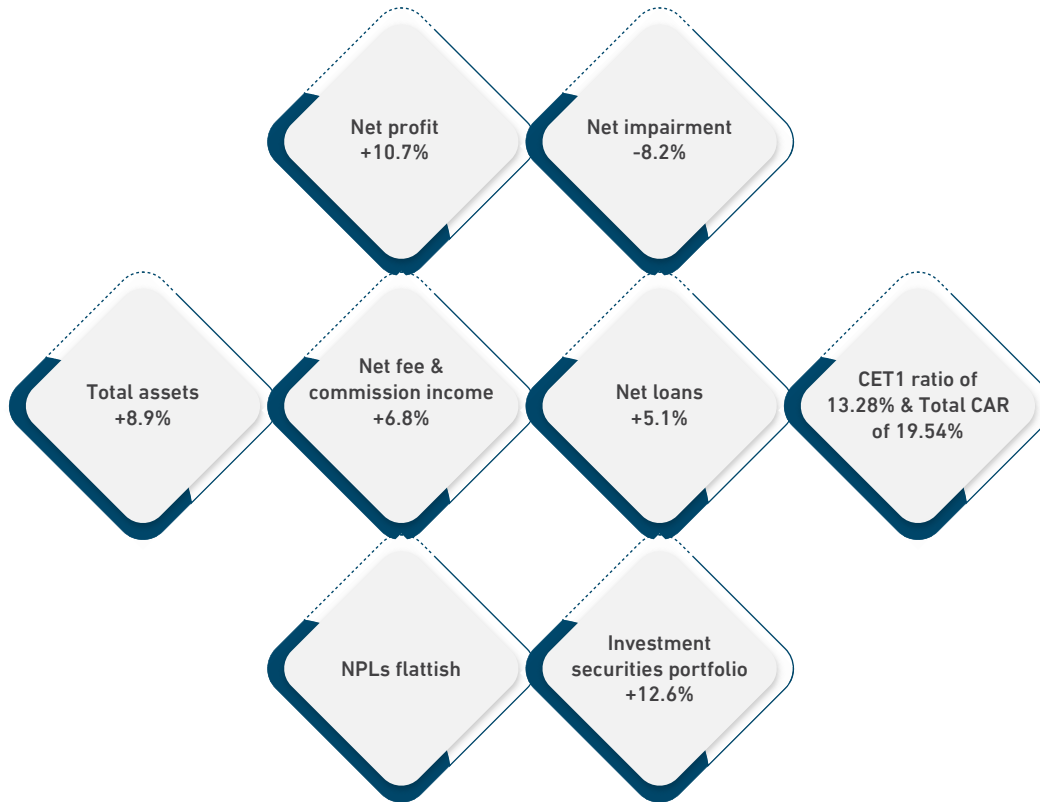 Net profit
+10.7%
Net impairment
-8.2%
Total assets
+8.9%
Net fee &
commission income
+6.8%
Net loans
+5.1%
CET1 ratio of
13.28% & Total CAR
of 19.54%
NPLs flattish
Investment
securities portfolio
+12.6%